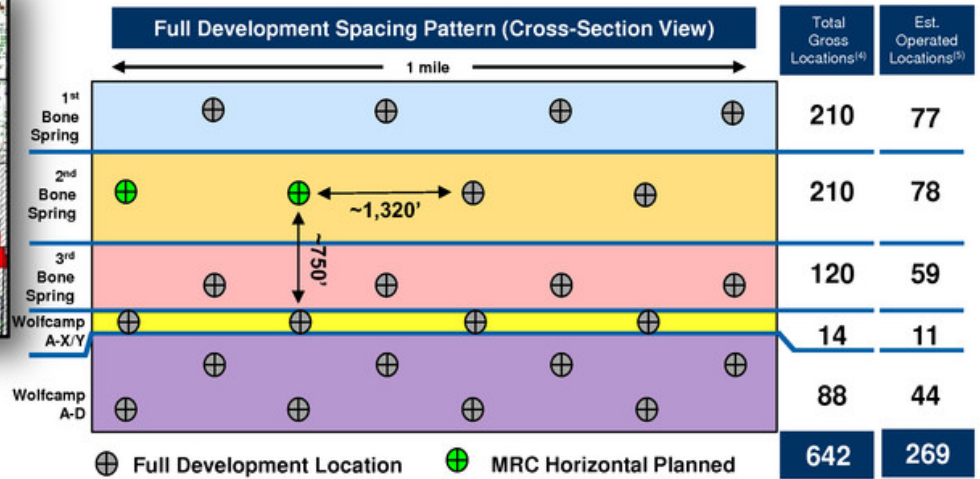 Full Development Spacing Pattern (Cross-Section View)
Total
Gross
Locations(4)
Est.
Operated
Locations(5)
1 mile
1st
Bone
Spring
210
77
2nd
Bone
Spring
~1,320'
~750'
210
78
3rd
Bone
Spring
120
59
Wolfcamp
A-X/Y
14
11
Wolfcamp
A-D
88
44
Full Development Location
MRC Horizontal Planned
642
269